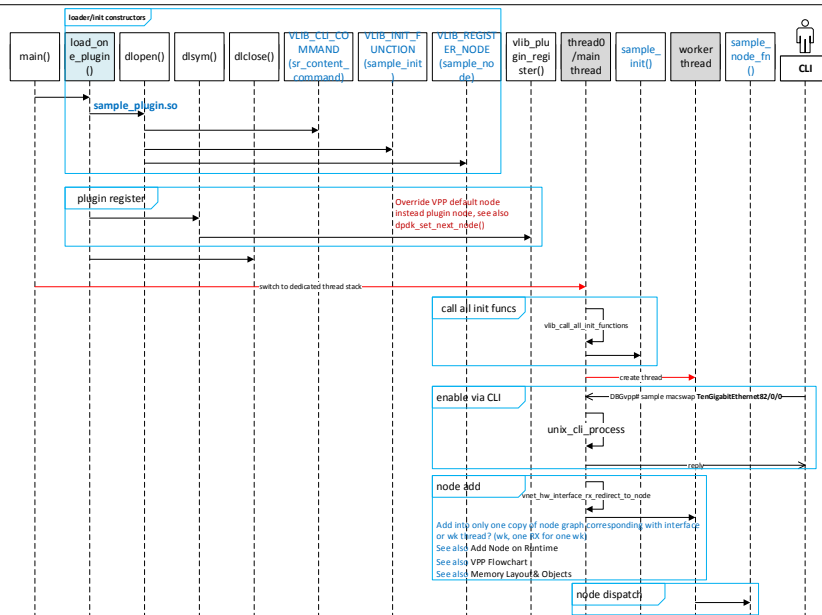 loader/init constructors
main()
load_on
e_plugin
()
dlopen()
dlsym()
dlclose()
VLIB_CLI_CO
MMAND
(sr_content_
command)
VLIB_INIT_F
UNCTION
(sample_init
)
VLIB_REGIST
ER_NODE
(sample_no
de)
vlib_plu
gin_regi
ster()
thread0
/main
thread
sample_
init()
worker
thread
sample_
node_fn
()
CLI
sample_plugin.so
plugin register
Override VPP default node
instead plugin node, see also
dpdk_set_next_node()
switch to dedicated thread stack
call all init funcs
vlib_call_all_init_functions
create thread
enable via CLI
DBGvpp# sample macswap TenGigabitEthernet82/0/0
unix_cli_process
reply
node add
vnet_hw_interface_rx_redirect_to_node
Add into only one copy of node graph corresponding with interface
or wk thread? (wk, one RX for one wk)
See also Add Node on Runtime
See also VPP Flowchart
See also Memory Layout & Objects
node dispatch